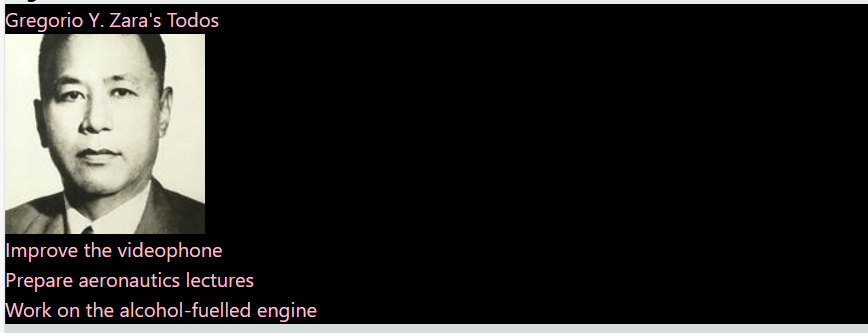 Gregorio Y. Zara's Todos
Improve the videophone
Prepare aeronautics lectures
Work on the alcohol-fuelled engine